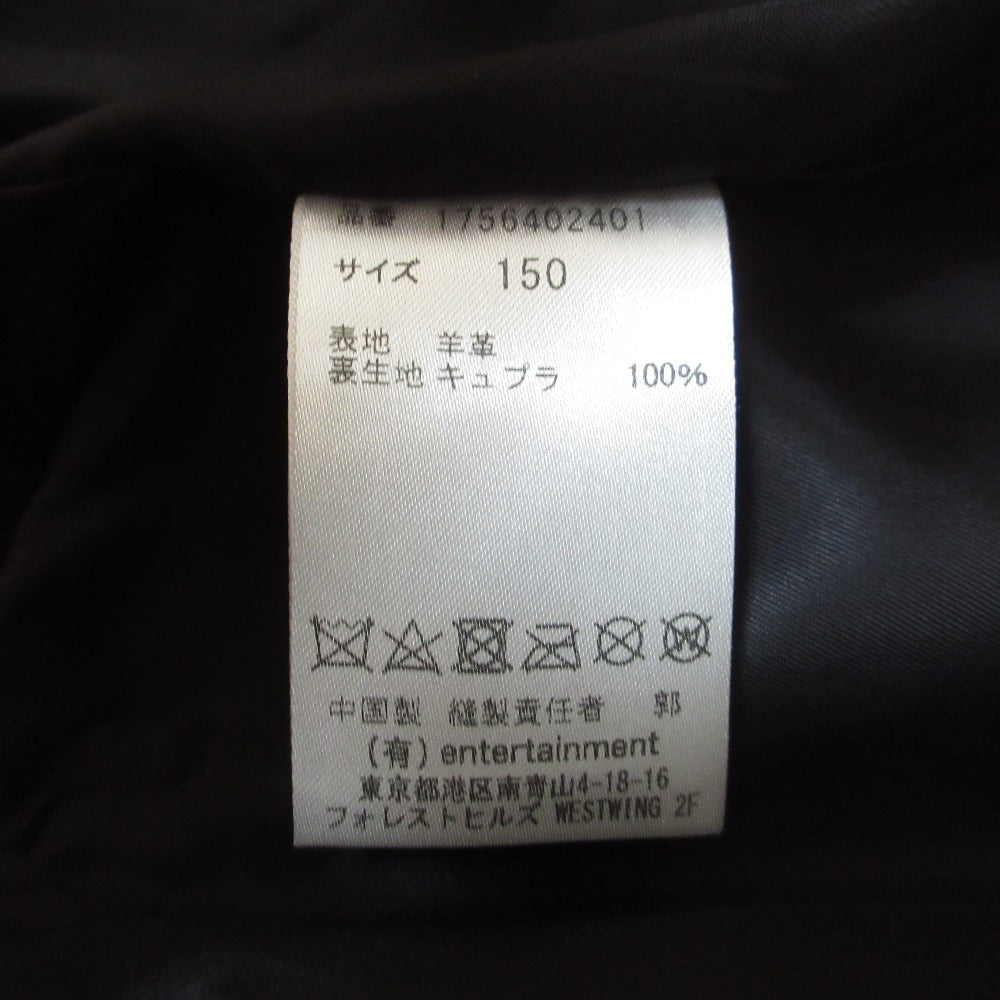 品番 1756402401
サイズ 150
表地 羊革
裏生地 キュプラ 100%
中国製 縫製責任者 郭
(有) entertainment
東京都港区南青山4-18-16
フォレストヒルズ WESTWING 2F